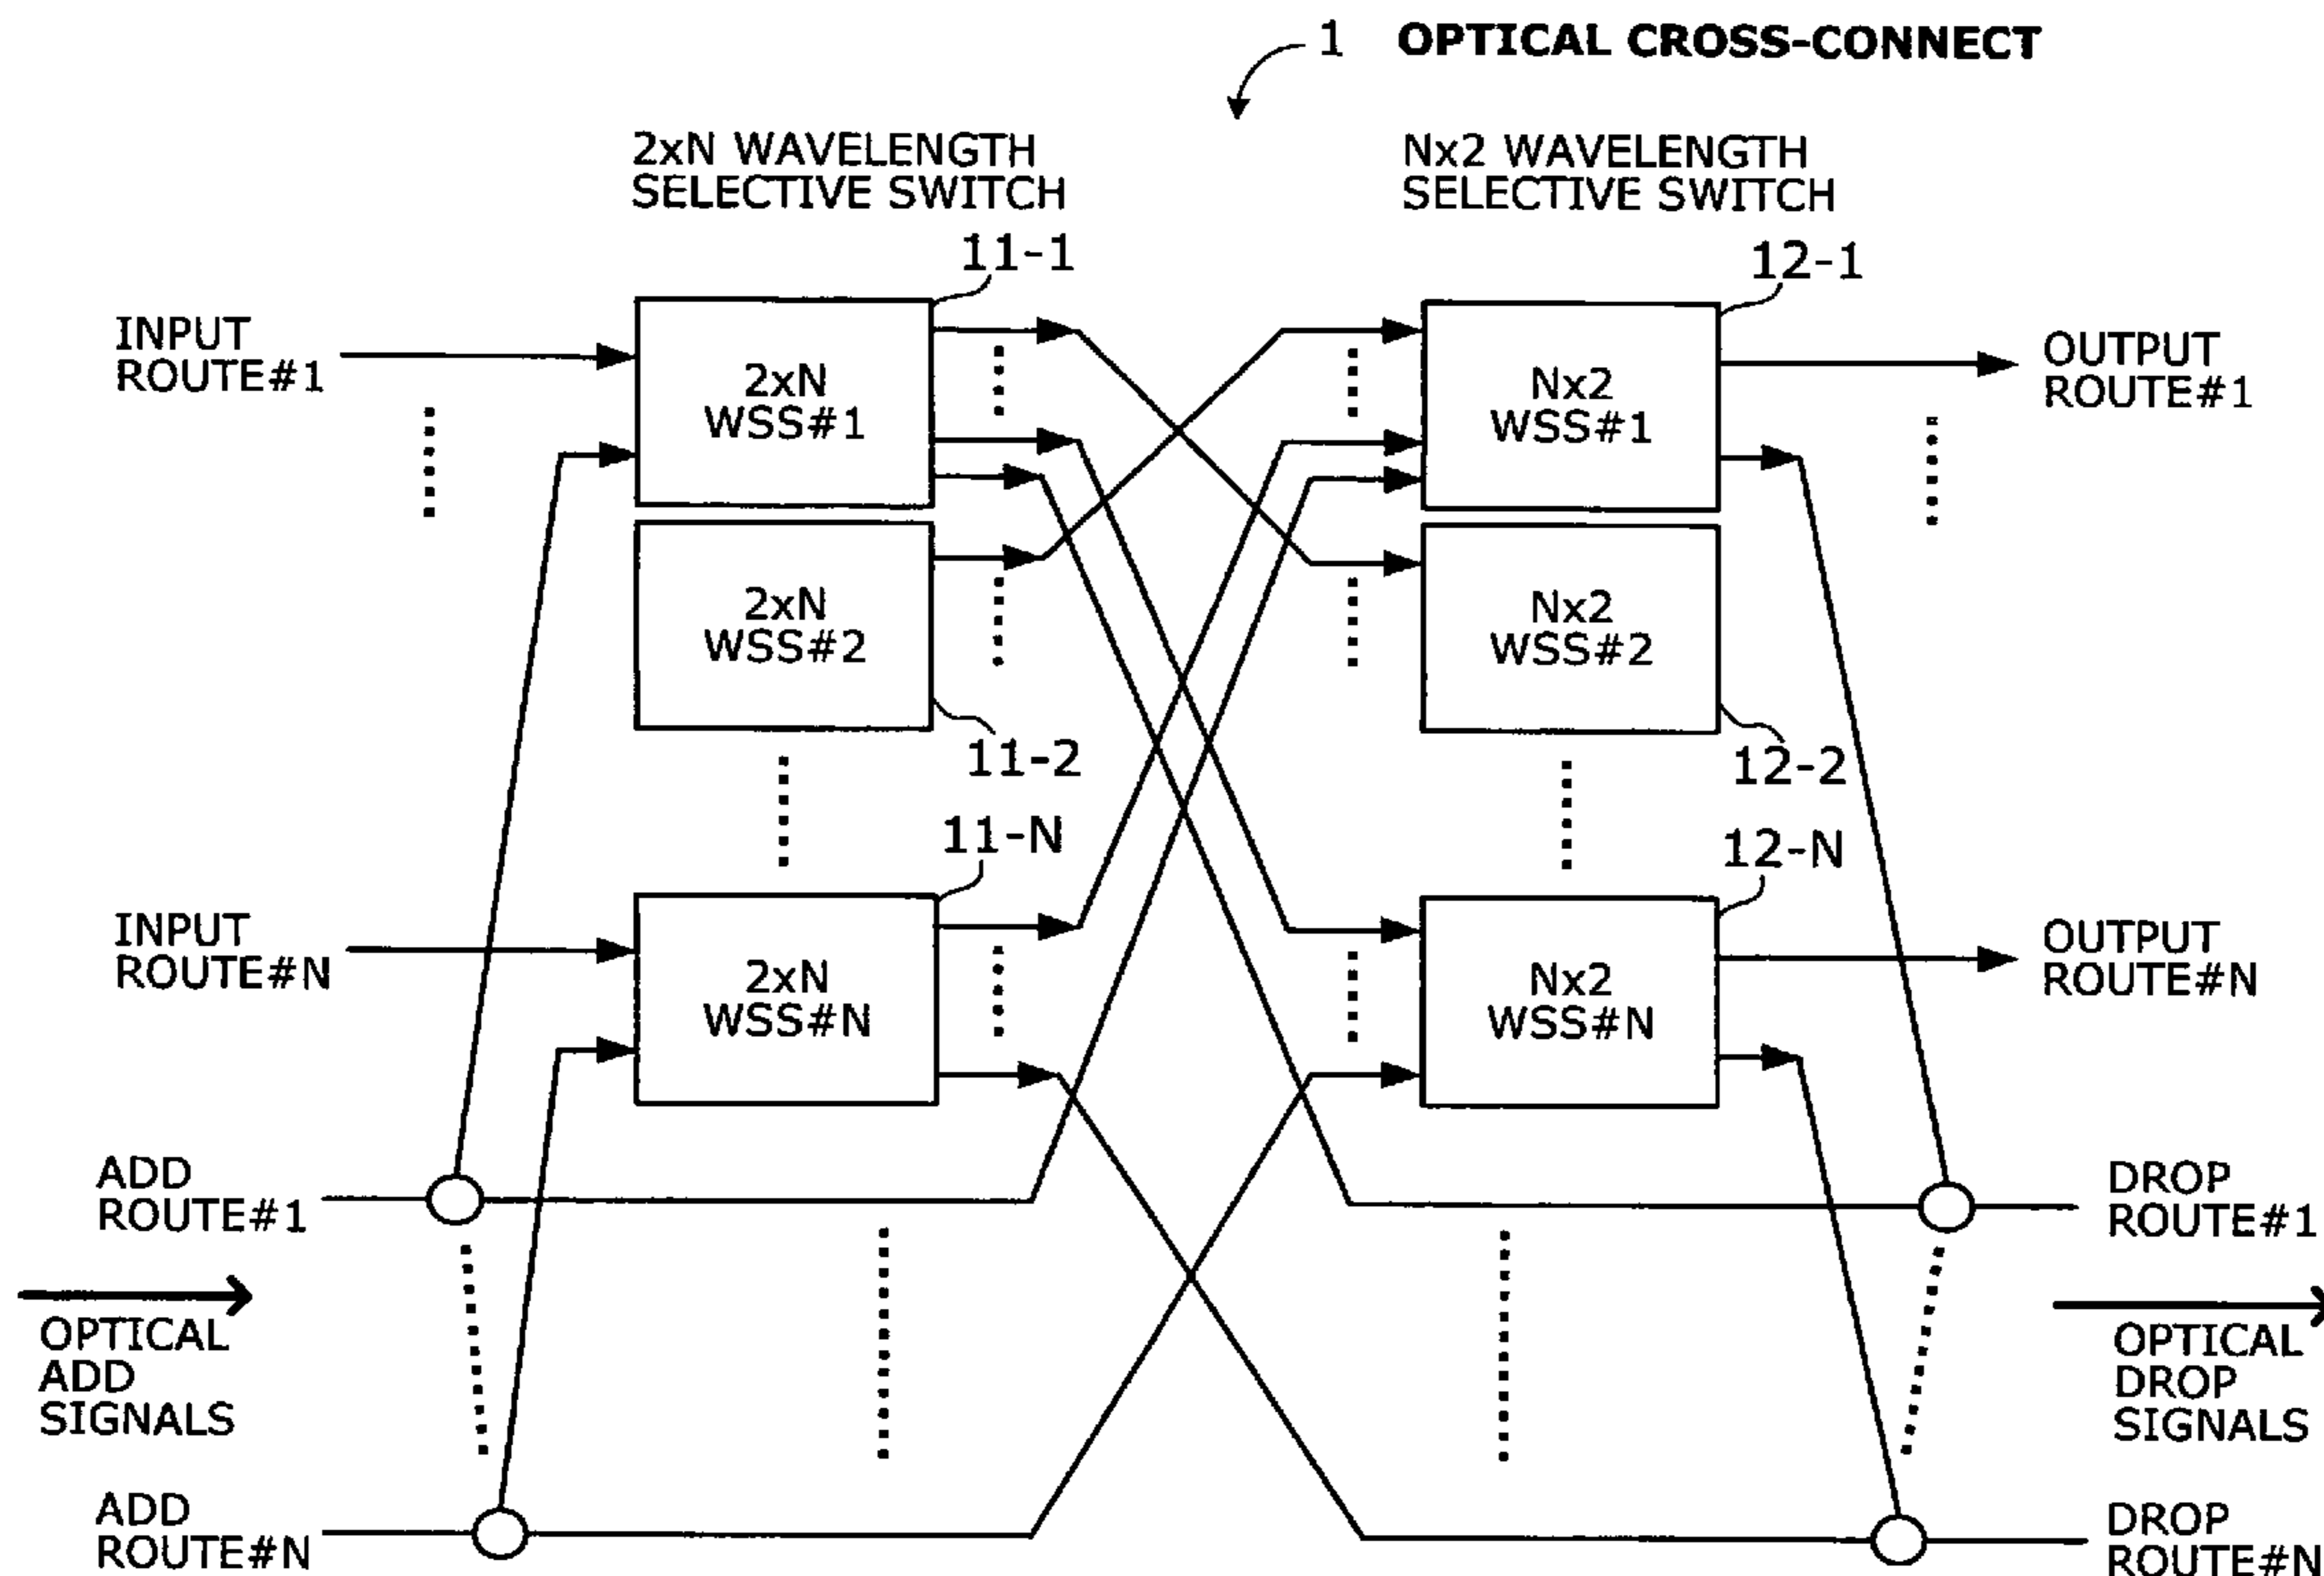 1 OPTICAL CROSS-CONNECT
2xN WAVELENGTH
SELECTIVE SWITCH
Nx2 WAVELENGTH
SELECTIVE SWITCH
11-1
12-1
INPUT
ROUTE#1
2xN
WSS#1
Nx2
WSS#1
OUTPUT
ROUTE#1
2xN
WSS#2
Nx2
WSS#2
11-2
12-2
11-N
12-N
INPUT
ROUTE#N
2xN
WSS#N
Nx2
WSS#N
OUTPUT
ROUTE#N
ADD
ROUTE#1
DROP
ROUTE#1
OPTICAL
ADD
SIGNALS
OPTICAL
DROP
SIGNALS
ADD
ROUTE#N
DROP
ROUTE#N